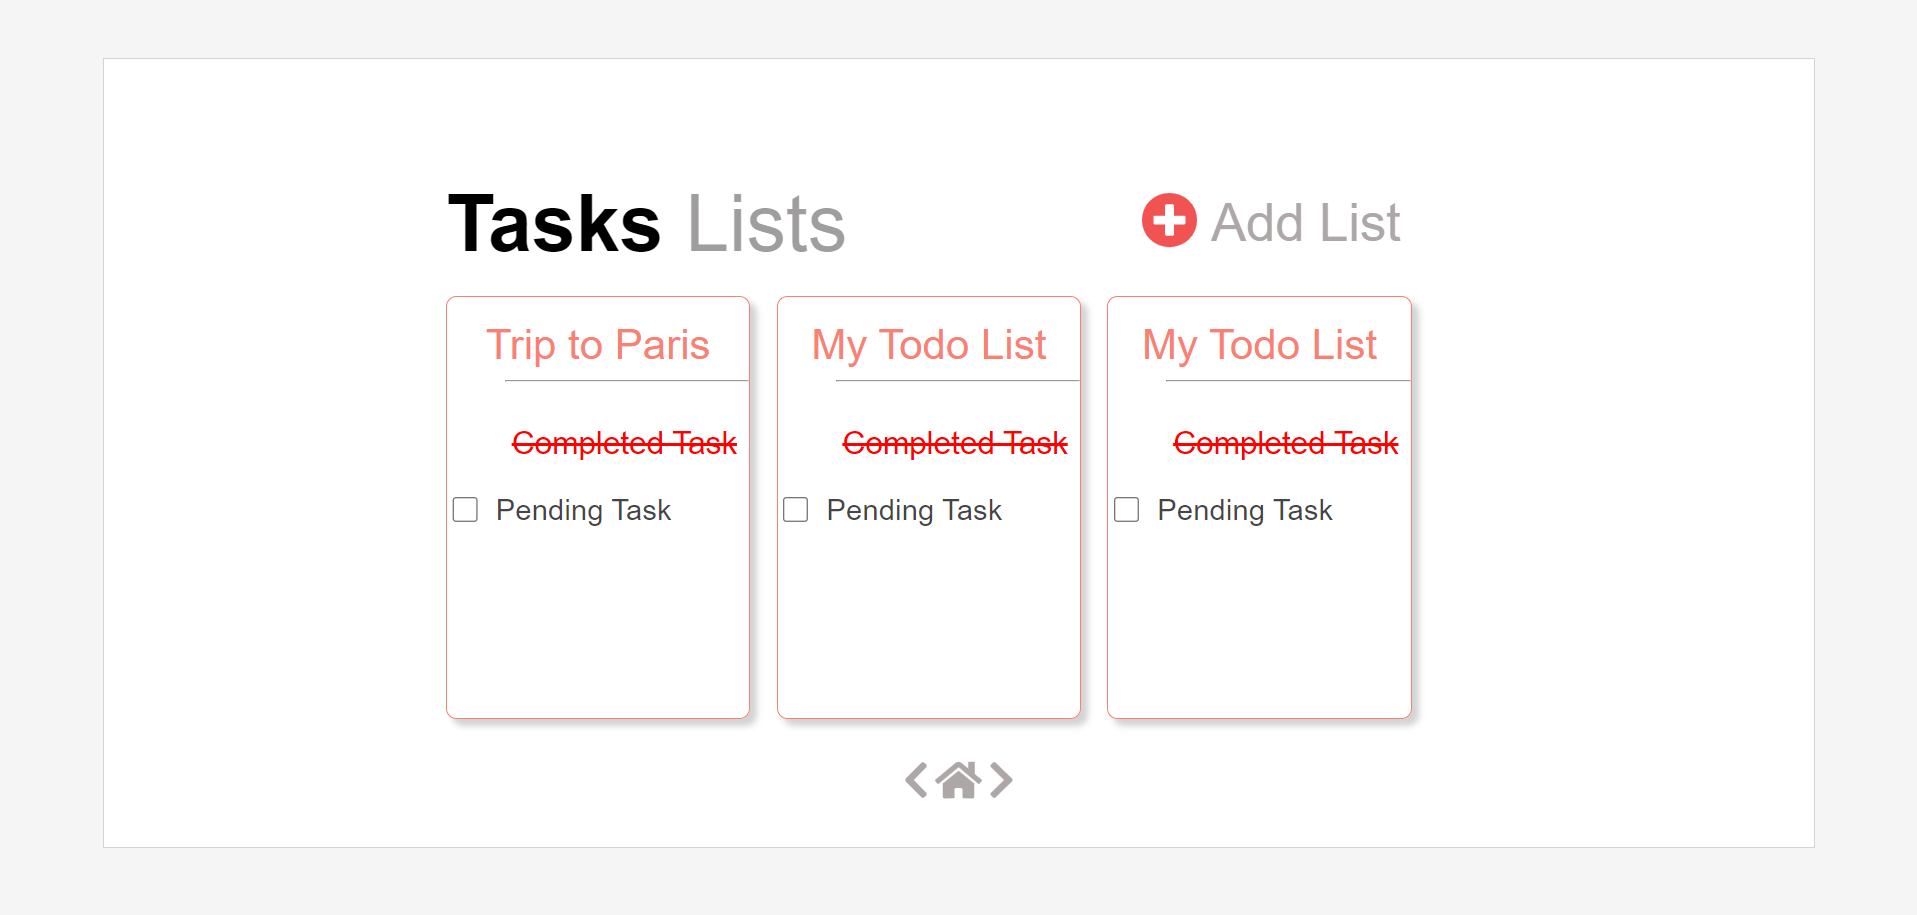 Tasks Lists
Add List
Trip to Paris
Completed Task
Pending Task
My Todo List
Completed Task
Pending Task
My Todo List
Completed Task
Pending Task